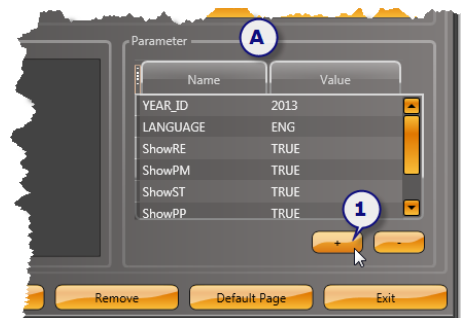 Parameter
A
Name Value
YEAR_ID 2013
LANGUAGE ENG
ShowRE TRUE
ShowPM TRUE
ShowST TRUE
ShowPP TRUE
1
+ -
Remove Default Page Exit